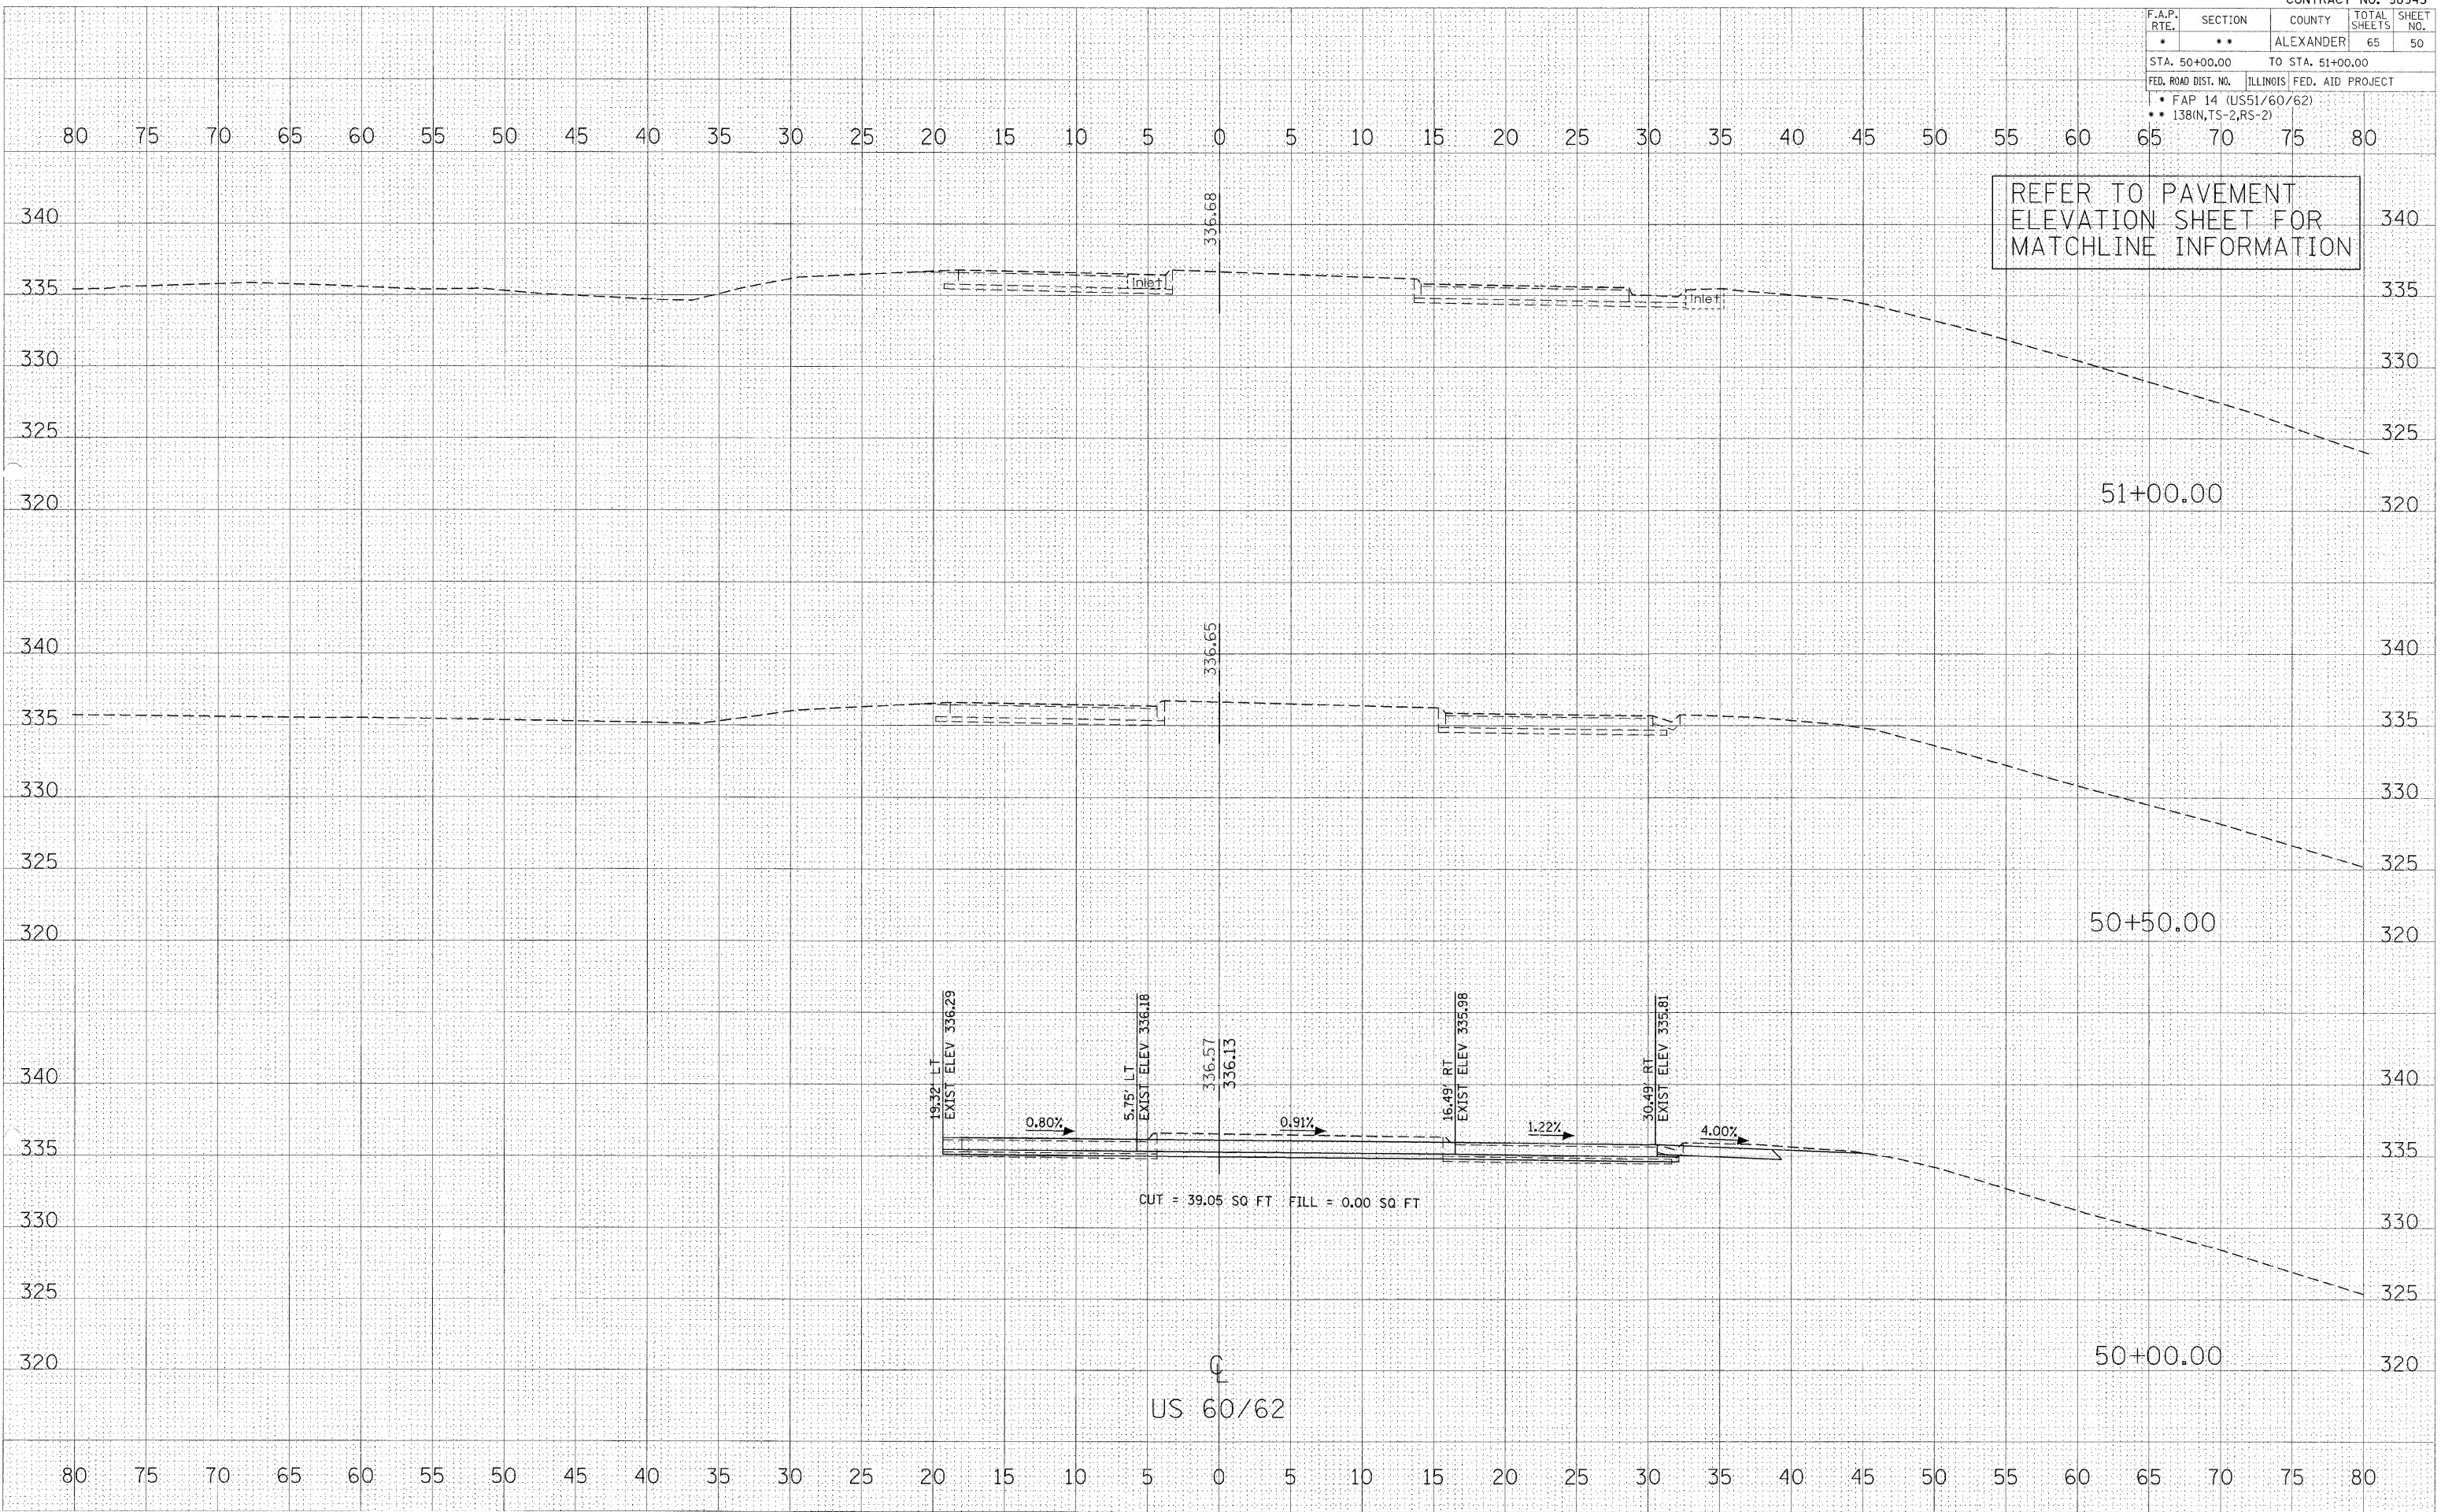 F.A.P. RTE. SECTION COUNTY TOTAL SHEETS SHEET NO.
* ** ALEXANDER 65 50
STA. 50+00.00 TO STA. 51+00.00
FED. ROAD DIST. NO. ILLINOIS FED. AID PROJECT
* FAP 14 (US51/60/62)
** 138(N,TS-2,RS-2)
80 75 70 65 60 55 50 45 40 35 30 25 20 15 10 5 0 5 10 15 20 25 30 35 40 45 50 55 60 65 70 75 80
REFER TO PAVEMENT
ELEVATION SHEET FOR
MATCHLINE INFORMATION
336.68
340 340
335 Inlet Inlet 335
330 330
325 325
51+00.00
320 320
336.65
340 340
335 335
330 330
325 325
50+50.00
320 320
19.32' LT
EXIST ELEV 336.29
5.75' LT
EXIST ELEV 336.18
336.57
336.13
16.49' RT
EXIST ELEV 335.98
30.49' RT
EXIST ELEV 335.81
340 340
0.80% 0.91% 1.22% 4.00%
335 335
CUT = 39.05 SQ FT FILL = 0.00 SQ FT
330 330
325 325
50+00.00
320 320
℄
US 60/62
80 75 70 65 60 55 50 45 40 35 30 25 20 15 10 5 0 5 10 15 20 25 30 35 40 45 50 55 60 65 70 75 80